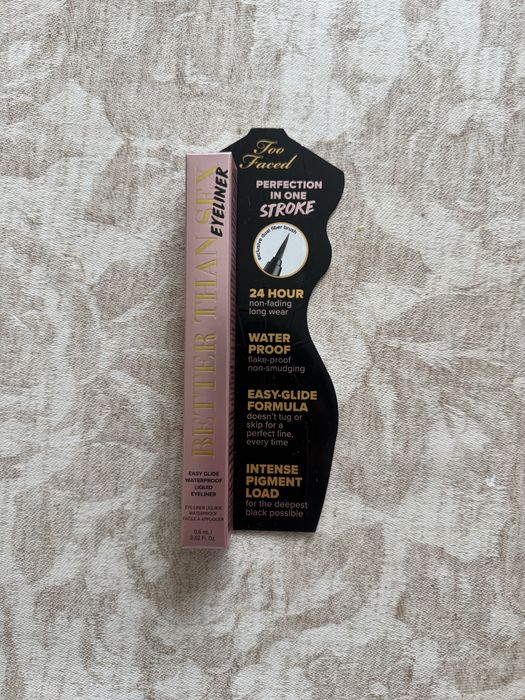 BETTER THAN SEX
EYELINER
EASY GLIDE
WATERPROOF
LIQUID
EYELINER
EYE-LINER LIQUIDE
WATERPROOF
FACILE À APPLIQUER
0.6 mL /
0.02 Fl. Oz.
Too
Faced
PERFECTION
IN ONE
STROKE
exclusive dual fiber brush
24 HOUR
non-fading
long wear
WATER
PROOF
flake-proof
non-smudging
EASY-GLIDE
FORMULA
doesn't tug or
skip for a
perfect line,
every time
INTENSE
PIGMENT
LOAD
for the deepest
black possible